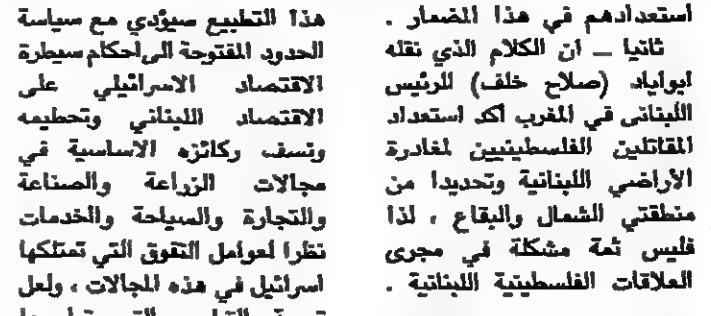 استعدادهم في هذا المضمار .
ثانيا — ان الكلام الذي نقله
ابواياد (صلاح خلف) للرئيس
اللبناني في المغرب اكد استعداد
المقاتلين الفلسطينيين لمغادرة
الأراضي اللبنانية وتحديدا من
منطقتي الشمال والبقاع ، لذا
فليس ثمة مشكلة في مجرى
العلاقات الفلسطينية اللبنانية .
هذا التطبيع سيؤدي مع سياسة
الحدود المفتوحة الى احكام سيطرة
الاقتصاد الاسرائيلي على
الاقتصاد اللبناني وتحطيمه
ونسف ركائزه الاساسية في
مجالات الزراعة والصناعة
والتجارة والسياحة والخدمات
نظرا لعوامل التفوق التي تمتلكها
اسرائيل في هذه المجالات ، ولعل